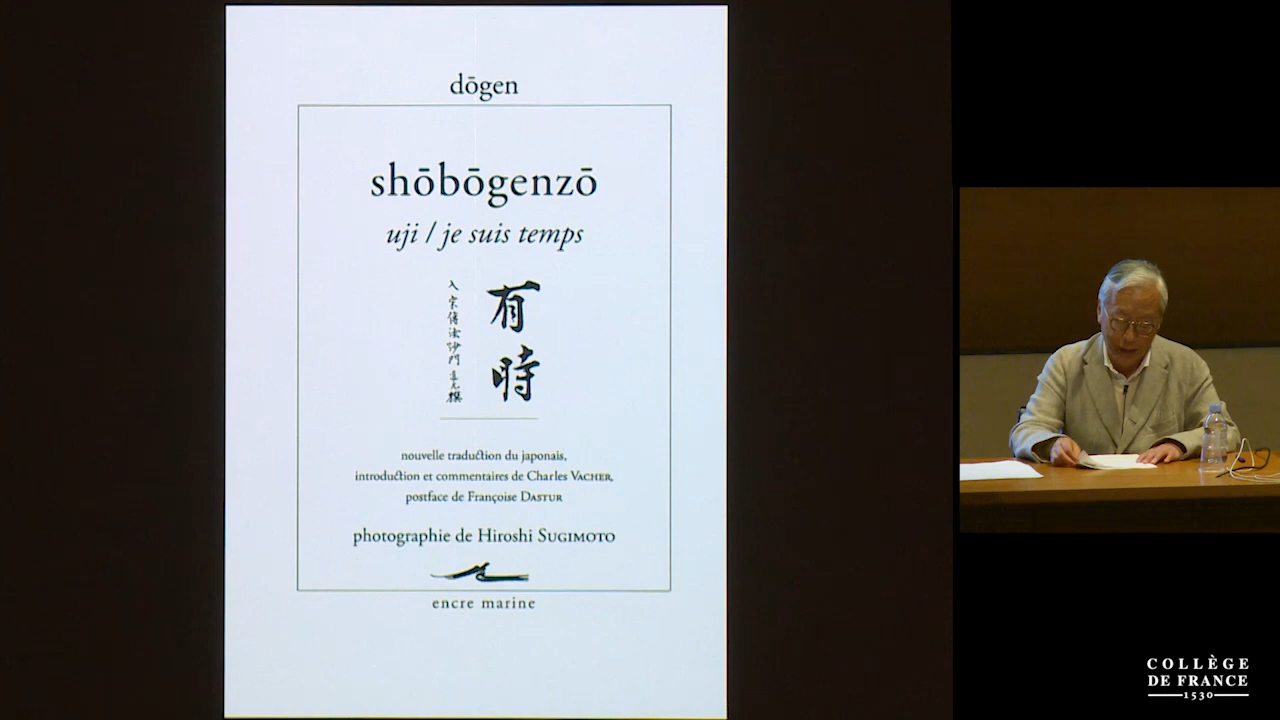 dōgen
shōbōgenzō
uji / je suis temps
有時
入宋傳法沙門 道元撰
nouvelle traduction du japonais,
introduction et commentaires de Charles VACHER,
postface de Françoise DASTUR
photographie de Hiroshi SUGIMOTO
encre marine
COLLÈGE
DE FRANCE
1530